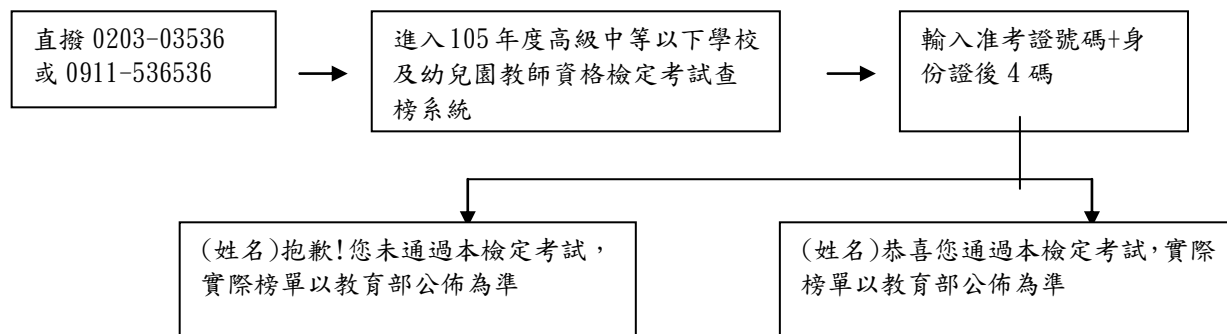 直撥 0203-03536
或 0911-536536
進入105年度高級中等以下學校
及幼兒園教師資格檢定考試查
榜系統
輸入准考證號碼+身
份證後 4 碼
(姓名)抱歉!您未通過本檢定考試，
實際榜單以教育部公佈為準
(姓名)恭喜您通過本檢定考試，實際
榜單以教育部公佈為準